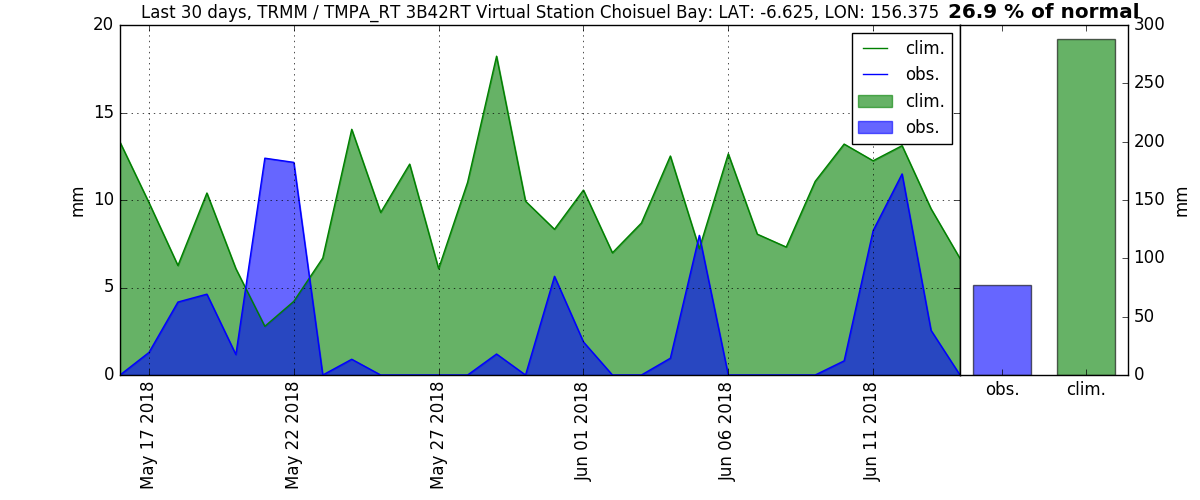 Last 30 days, TRMM / TMPA_RT 3B42RT Virtual Station Choisuel Bay: LAT: -6.625, LON: 156.375
26.9 % of normal
20
15
10
5
0
mm
clim.
obs.
clim.
obs.
May 17 2018
May 22 2018
May 27 2018
Jun 01 2018
Jun 06 2018
Jun 11 2018
300
250
200
150
100
50
0
mm
obs.
clim.